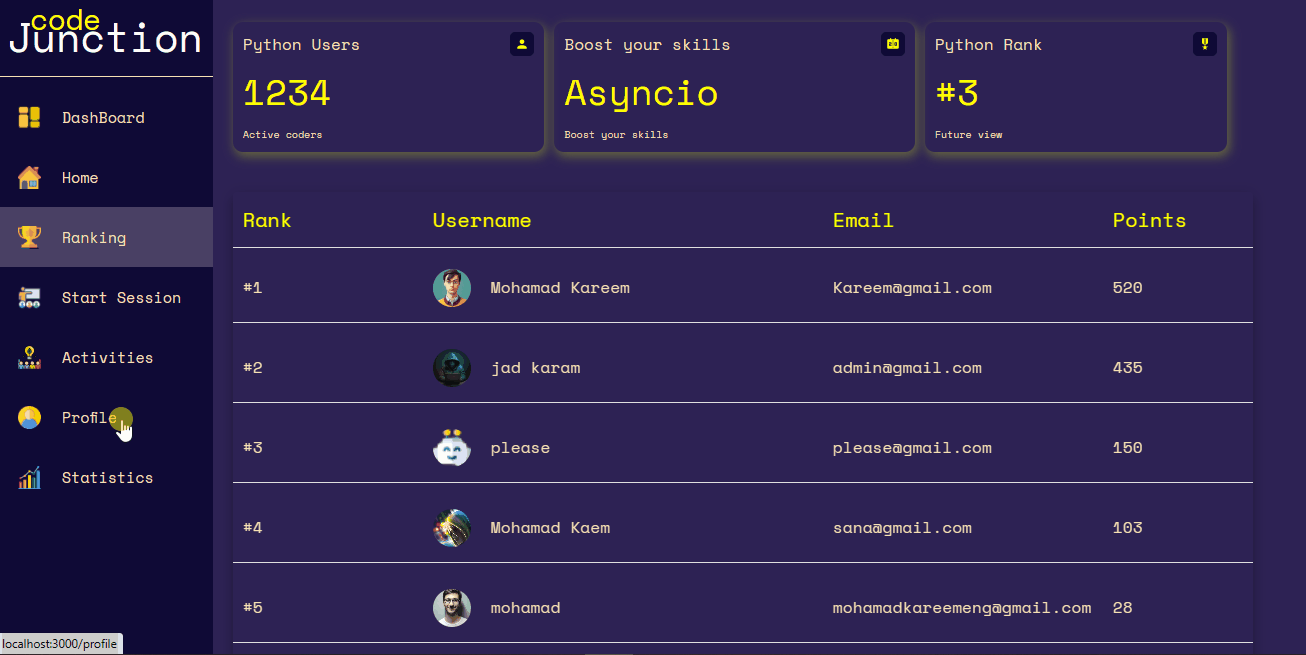 code
Junction
DashBoard
Home
Ranking
Start Session
Activities
Profile
Statistics
localhost:3000/profile
Python Users
1234
Active coders
Boost your skills
Asyncio
Boost your skills
Python Rank
#3
Future view
Rank Username Email Points
#1 Mohamad Kareem Kareem@gmail.com 520
#2 jad karam admin@gmail.com 435
#3 please please@gmail.com 150
#4 Mohamad Kaem sana@gmail.com 103
#5 mohamad mohamadkareemeng@gmail.com 28